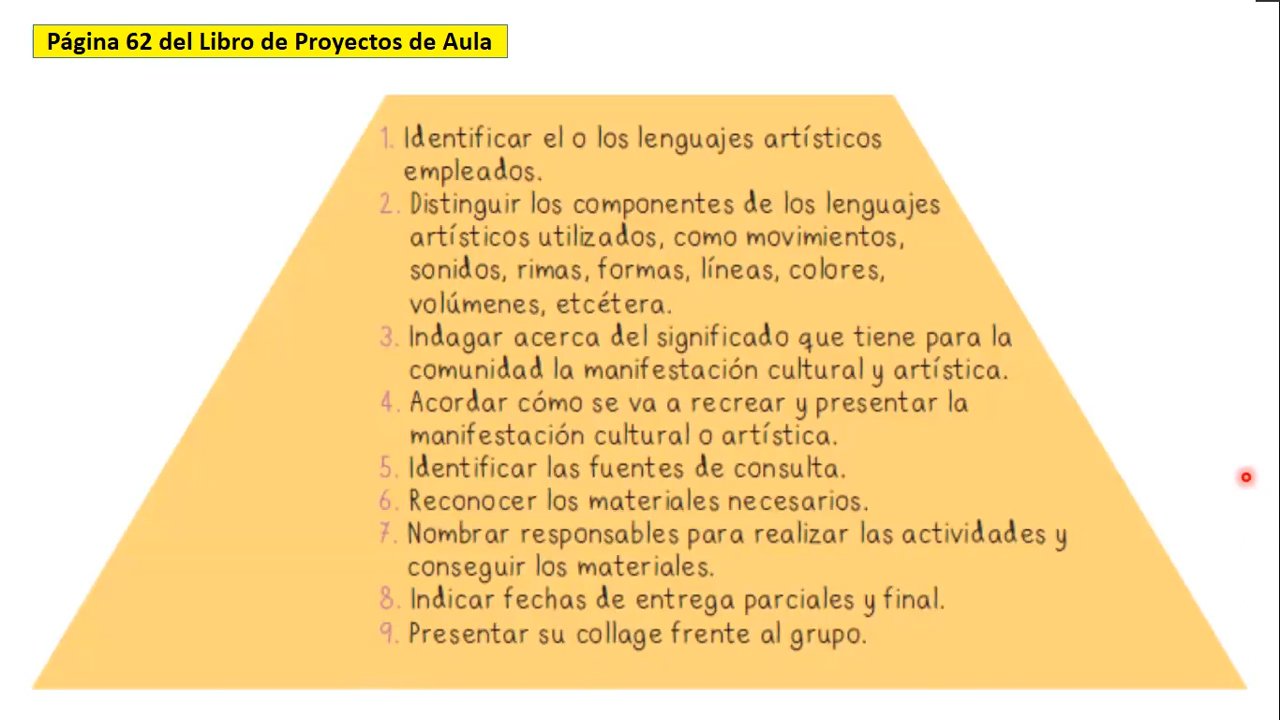 Página 62 del Libro de Proyectos de Aula
1. Identificar el o los lenguajes artísticos
empleados.
2. Distinguir los componentes de los lenguajes
artísticos utilizados, como movimientos,
sonidos, rimas, formas, líneas, colores,
volúmenes, etcétera.
3. Indagar acerca del significado que tiene para la
comunidad la manifestación cultural y artística.
4. Acordar cómo se va a recrear y presentar la
manifestación cultural o artística.
5. Identificar las fuentes de consulta.
6. Reconocer los materiales necesarios.
7. Nombrar responsables para realizar las actividades y
conseguir los materiales.
8. Indicar fechas de entrega parciales y final.
9. Presentar su collage frente al grupo.